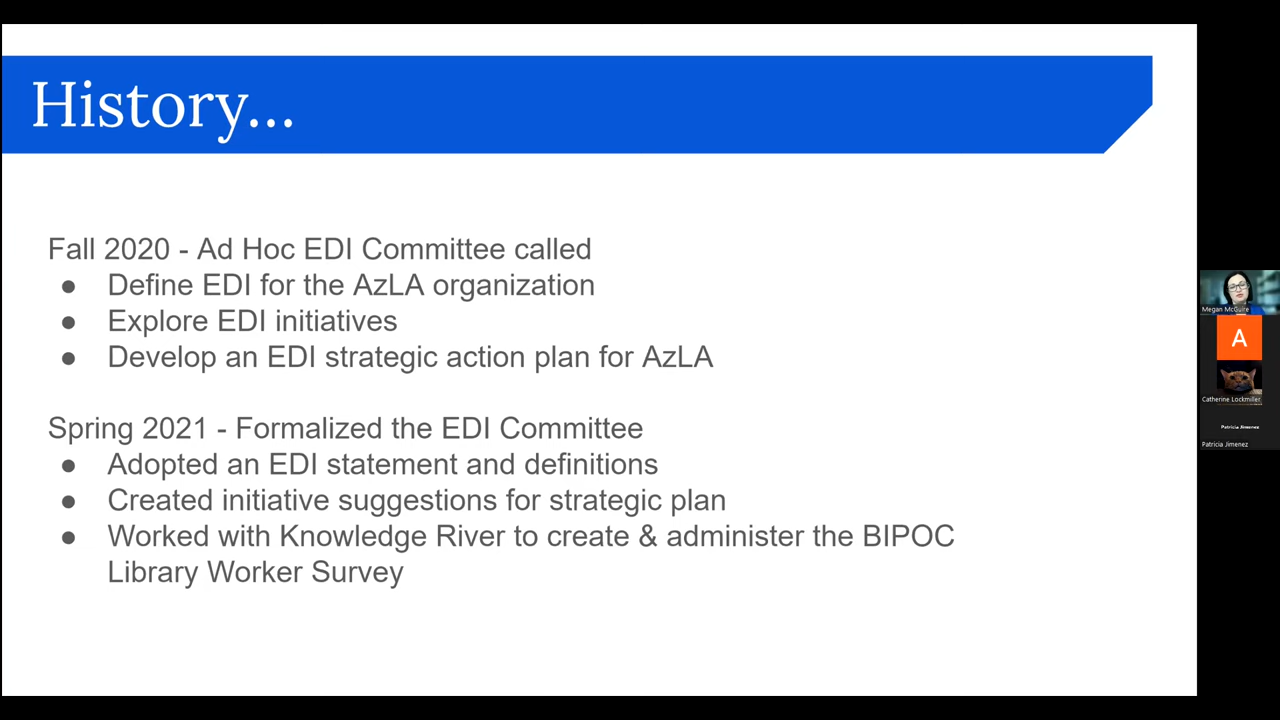 History...
Fall 2020 - Ad Hoc EDI Committee called
● Define EDI for the AzLA organization
● Explore EDI initiatives
● Develop an EDI strategic action plan for AzLA
Spring 2021 - Formalized the EDI Committee
● Adopted an EDI statement and definitions
● Created initiative suggestions for strategic plan
● Worked with Knowledge River to create & administer the BIPOC
Library Worker Survey
Megan McGuire
A
Catherine Lockmiller
Patricia Jimenez
Patricia Jimenez